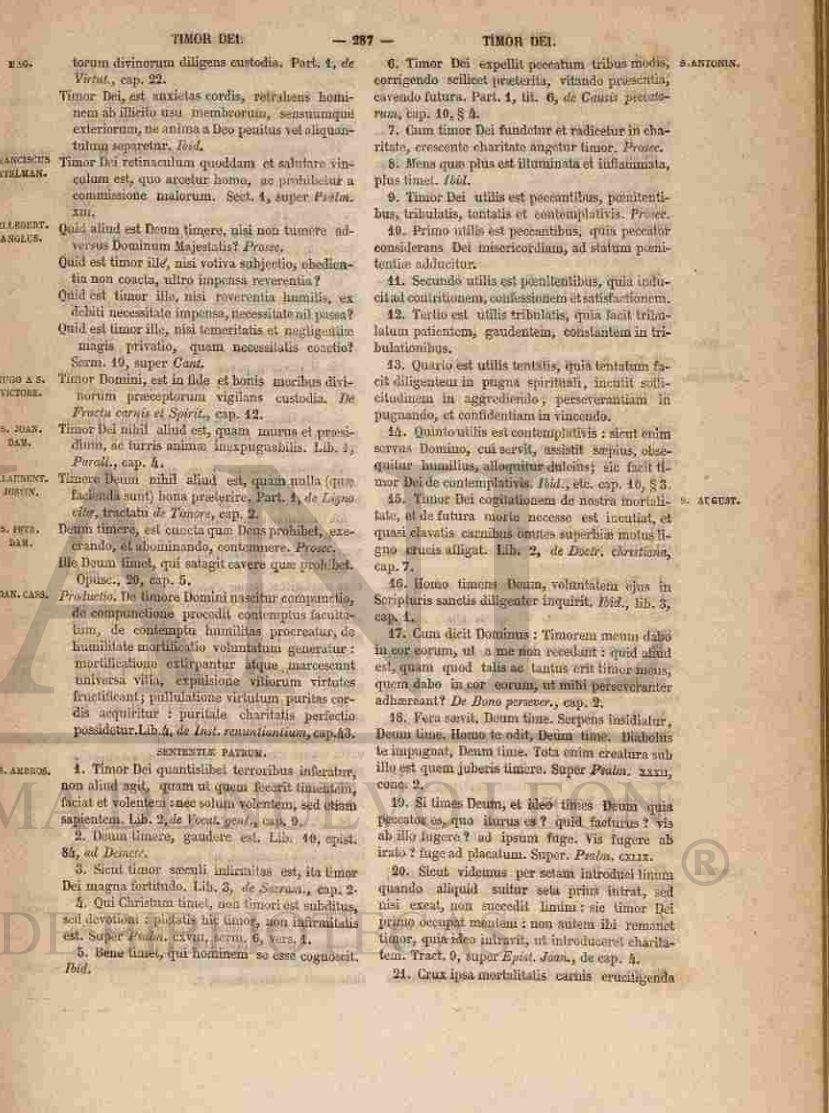 TIMOR DEI. — 287 — TIMOR DEI.
MAG.
torum divinorum diligens custodia. Part. 1, de
Virtut., cap. 22.
Timor Dei, est anxietas cordis, retrahens homi-
nem ab illicito usu membrorum, sensuumque
exteriorum, ne anima a Deo penitus vel aliquan-
tulum separetur. Ibid.
ANCISCUS
TELMAN.
Timor Dei retinaculum quoddam et salutare vin-
culum est, quo arcetur homo, ac prohibetur a
commissione malorum. Sect. 1, super Psalm.
XIII.
ILLEGERT.
ANGLUS.
Quid aliud est Deum timere, nisi non tumere ad-
versus Dominum Majestatis? Prosec.
Quid est timor ille, nisi votiva subjectio, obedien-
tia non coacta, ultro impensa reverentia?
Quid est timor ille, nisi reverentia humilis, ex
debiti necessitate impensa, necessitate nil passa?
Quid est timor ille, nisi temeritatis et negligentiæ
magis privatio, quam necessitatis coactio?
Serm. 19, super Cant.
HUGO A S.
VICTORE.
Timor Domini, est in fide et bonis moribus divi-
norum præceptorum vigilans custodia. De
Fructu carnis et Spirit., cap. 12.
S. JOAN.
DAM.
Timor Dei nihil aliud est, quam murus et præsi-
dium, ac turris animæ inexpugnabilis. Lib. 1,
Parall., cap. 4.
LAURENT.
JUSTIN.
Timere Deum nihil aliud est, quam nulla (quæ
facienda sunt) bona præterire. Part. 1, de Ligno
vitæ, tractatu de Timore, cap. 2.
S. PETR.
DAM.
Deum timere, est cuncta quæ Deus prohibet, exe-
crando, et abominando, contemnere. Prosec.
Ille Deum timet, qui satagit cavere quæ prohibet.
Opusc., 20, cap. 5.
OAN. CASS.
Productio. De timore Domini nascitur compunctio,
de compunctione procedit contemptus faculta-
tum, de contemptu humilitas procreatur, de
humilitate mortificatio voluntatum generatur :
mortificatione extirpantur atque marcescunt
universa vitia, expulsione vitiorum virtutes
fructificant; pullulatione virtutum puritas cor-
dis acquiritur : puritate charitatis perfectio
possidetur. Lib. 4, de Inst. renuntiantium, cap. 43.
SENTENTIÆ PATRUM.
S. AMBROS.
1. Timor Dei quantislibet terroribus inferatur,
non aliud agit, quam ut quem fecerit timentem,
faciat et volentem : nec solum volentem, sed etiam
sapientem. Lib. 2, de Vocat. gent., cap. 9.
2. Deum timere, gaudere est. Lib. 10, epist.
84, ad Demetr.
3. Sicut timor sæculi infirmitas est, ita timor
Dei magna fortitudo. Lib. 3, de Sacram., cap. 2.
4. Qui Christum timet, non timori est subditus,
sed devotioni : pietatis hic timor, non infirmitatis
est. Super Psalm. CXVIII, serm. 6, vers. 1.
5. Bene timet, qui hominem se esse cognoscit.
Ibid.
6. Timor Dei expellit peccatum tribus modis,
S. ANTONIN.
corrigendo scilicet præterita, vitando præsentia,
cavendo futura. Part. 1, tit. 6, de Causis peccato-
rum, cap. 10, § 4.
7. Cum timor Dei fundetur et radicetur in cha-
ritate, crescente charitate augetur timor. Prosec.
8. Mens quæ plus est illuminata et inflammata,
plus timet. Ibid.
9. Timor Dei utilis est peccantibus, pœnitenti-
bus, tribulatis, tentatis et contemplativis. Prosec.
10. Primo utilis est peccantibus, quia peccator
considerans Dei misericordiam, ad statum pœni-
tentiæ adducitur.
11. Secundo utilis est pœnitentibus, quia indu-
cit ad contritionem, confessionem et satisfactionem.
12. Tertio est utilis tribulatis, quia facit tribu-
latum patientem, gaudentem, constantem in tri-
bulationibus.
13. Quarto est utilis tentatis, quia tentatum fa-
cit diligentem in pugna spirituali, incutit solli-
citudinem in aggrediendo, perseverantiam in
pugnando, et confidentiam in vincendo.
14. Quinto utilis est contemplativis : sicut enim
servus Domino, cui servit, assistit sæpius, obse-
quitur humilius, alloquitur dulcius; sic facit ti-
mor Dei de contemplativis. Ibid., etc. cap. 10, § 3.
15. Timor Dei cogitationem de nostra mortali-
S. AUGUST.
tate, et de futura morte necesse est incutiat, et
quasi clavatis carnibus omnes superbiæ motus li-
gno crucis affigat. Lib. 2, de Doctr. christiana,
cap. 7.
16. Homo timens Deum, voluntatem ejus in
Scripturis sanctis diligenter inquirit. Ibid., lib. 3,
cap. 1.
17. Cum dicit Dominus : Timorem meum dabo
in cor eorum, ut a me non recedant : quid aliud
est, quam quod talis ac tantus erit timor meus,
quem dabo in cor eorum, ut mihi perseveranter
adhæreant? De Bono persever., cap. 2.
18. Fera sævit, Deum time. Serpens insidiatur,
Deum time. Homo te odit, Deum time. Diabolus
te impugnat, Deum time. Tota enim creatura sub
illo est quem juberis timere. Super Psalm. XXXII,
conc. 2.
19. Si times Deum, et ideo times Deum quia
peccator es, quo iturus es ? quid facturus ? vis
ab illo fugere ? ad ipsum fuge. Vis fugere ab
irato ? fuge ad placatum. Super. Psalm. CXLIX.
20. Sicut videmus per setam introduci linum
quando aliquid suitur seta prius intrat, sed
nisi exeat, non succedit linum : sic timor Dei
primo occupat mentem : non autem ibi remanet
timor, quia ideo intravit, ut introduceret charita-
tem. Tract. 9, super Epist. Joan., de cap. 4.
21. Crux ipsa mortalitatis carnis crucifigenda